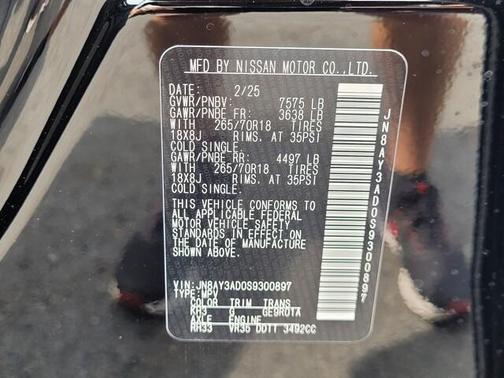 MFD BY NISSAN MOTOR CO.,LTD.
DATE: 2/25
GVWR/PNBV: 7575 LB
GAWR/PNBE FR: 3638 LB
WITH 265/70R18 TIRES
18X8J RIMS. AT 35PSI
COLD SINGLE.
GAWR/PNBE RR: 4497 LB
WITH 265/70R18 TIRES
18X8J RIMS. AT 35PSI
COLD SINGLE.
THIS VEHICLE CONFORMS TO
ALL APPLICABLE FEDERAL
MOTOR VEHICLE SAFETY
STANDARDS IN EFFECT ON
THE DATE OF MANUFACTURE
SHOWN ABOVE.
VIN: JN8AY3AD0S9300897
TYPE: MPV
COLOR TRIM TRANS
KH3 G GE9R01A
AXLE ENGINE
RH33 VR35 DDTT 3492CC
JN8AY3AD0S9300897